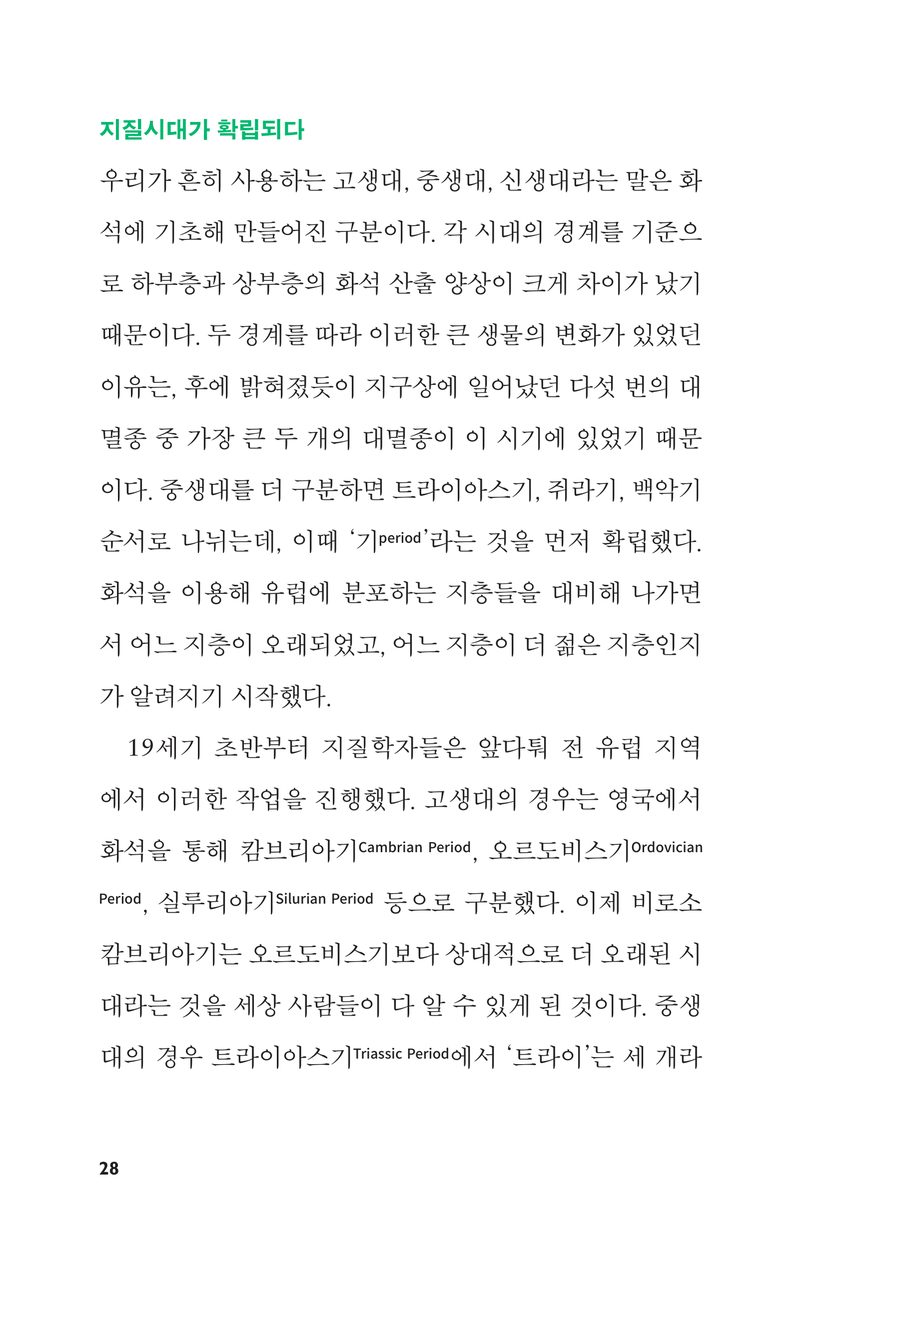 지질시대가 확립되다
우리가 흔히 사용하는 고생대, 중생대, 신생대라는 말은 화
석에 기초해 만들어진 구분이다. 각 시대의 경계를 기준으
로 하부층과 상부층의 화석 산출 양상이 크게 차이가 났기
때문이다. 두 경계를 따라 이러한 큰 생물의 변화가 있었던
이유는, 후에 밝혀졌듯이 지구상에 일어났던 다섯 번의 대
멸종 중 가장 큰 두 개의 대멸종이 이 시기에 있었기 때문
이다. 중생대를 더 구분하면 트라이아스기, 쥐라기, 백악기
순서로 나뉘는데, 이때 ‘기period’라는 것을 먼저 확립했다.
화석을 이용해 유럽에 분포하는 지층들을 대비해 나가면
서 어느 지층이 오래되었고, 어느 지층이 더 젊은 지층인지
가 알려지기 시작했다.
19세기 초반부터 지질학자들은 앞다퉈 전 유럽 지역
에서 이러한 작업을 진행했다. 고생대의 경우는 영국에서
화석을 통해 캄브리아기Cambrian Period, 오르도비스기Ordovician
Period, 실루리아기Silurian Period 등으로 구분했다. 이제 비로소
캄브리아기는 오르도비스기보다 상대적으로 더 오래된 시
대라는 것을 세상 사람들이 다 알 수 있게 된 것이다. 중생
대의 경우 트라이아스기Triassic Period에서 ‘트라이’는 세 개라
28